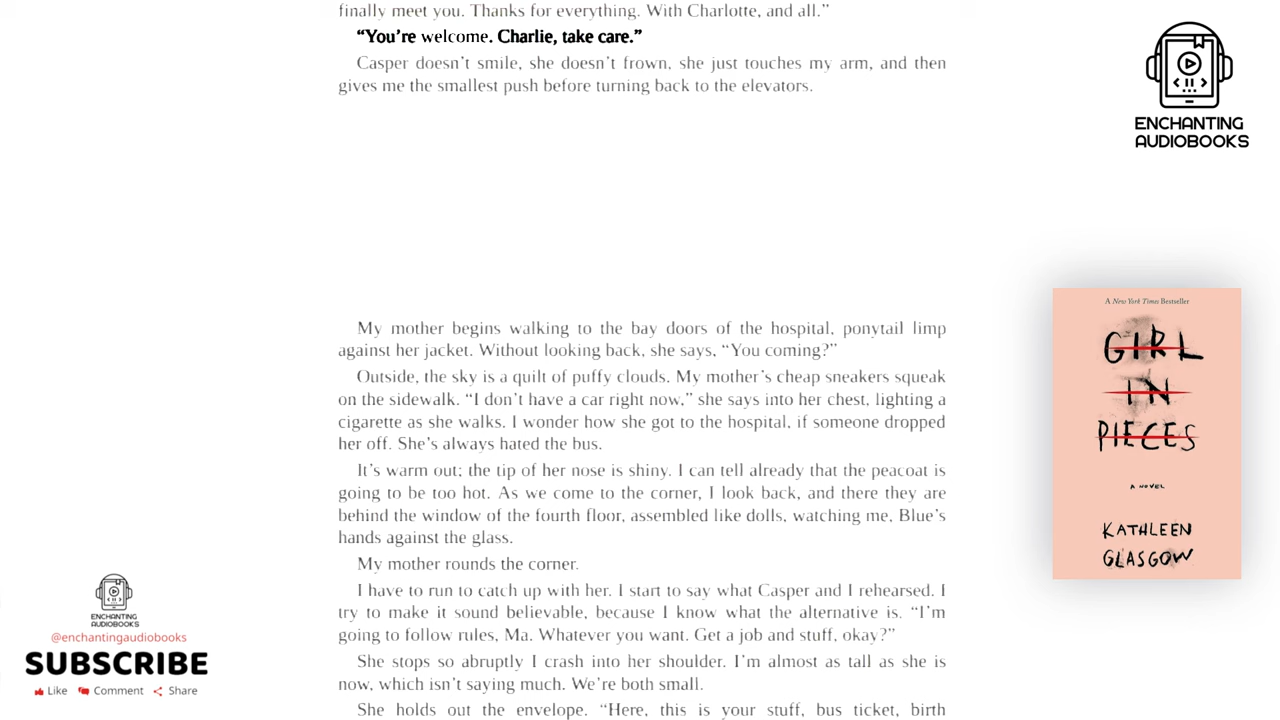 finally meet you. Thanks for everything. With Charlotte, and all.”
“You’re welcome. Charlie, take care.”
Casper doesn’t smile, she doesn’t frown, she just touches my arm, and then
gives me the smallest push before turning back to the elevators.
My mother begins walking to the bay doors of the hospital, ponytail limp
against her jacket. Without looking back, she says, “You coming?”
Outside, the sky is a quilt of puffy clouds. My mother’s cheap sneakers squeak
on the sidewalk. “I don’t have a car right now,” she says into her chest, lighting a
cigarette as she walks. I wonder how she got to the hospital, if someone dropped
her off. She’s always hated the bus.
It’s warm out; the tip of her nose is shiny. I can tell already that the peacoat is
going to be too hot. As we come to the corner, I look back, and there they are
behind the window of the fourth floor, assembled like dolls, watching me, Blue’s
hands against the glass.
My mother rounds the corner.
I have to run to catch up with her. I start to say what Casper and I rehearsed. I
try to make it sound believable, because I know what the alternative is. “I’m
going to follow rules, Ma. Whatever you want. Get a job and stuff, okay?”
She stops so abruptly I crash into her shoulder. I’m almost as tall as she is
now, which isn’t saying much. We’re both small.
She holds out the envelope. “Here, this is your stuff, bus ticket, birth
ENCHANTING
AUDIOBOOKS
A New York Times Bestseller
GIRL
IN
PIECES
A NOVEL
KATHLEEN
GLASGOW
ENCHANTING
AUDIOBOOKS
@enchantingaudiobooks
SUBSCRIBE
Like Comment Share